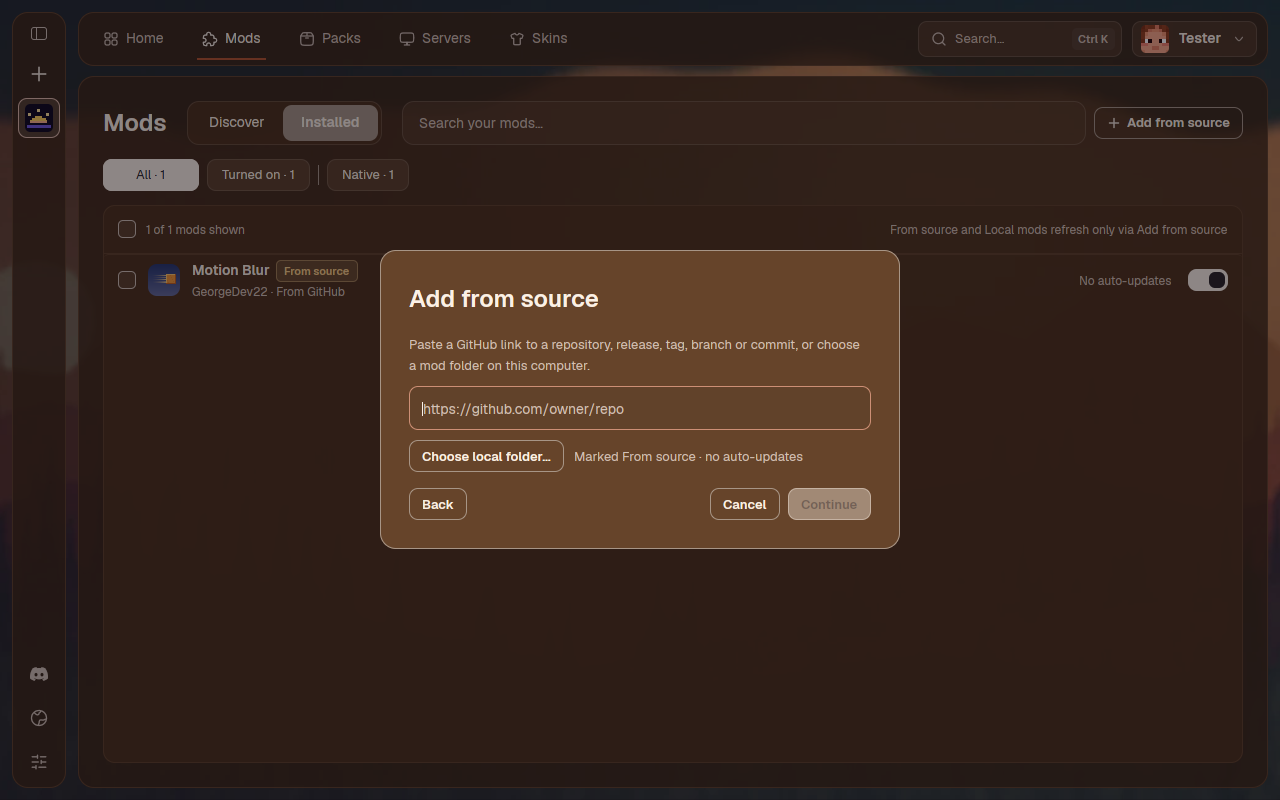 Home
Mods
Packs
Servers
Skins
Search...
Ctrl K
Tester
Mods
Discover
Installed
Search your mods...
Add from source
All · 1
Turned on · 1
Native · 1
1 of 1 mods shown
From source and Local mods refresh only via Add from source
Motion Blur
From source
GeorgeDev22 · From GitHub
No auto-updates
Add from source
Paste a GitHub link to a repository, release, tag, branch or commit, or choose
a mod folder on this computer.
https://github.com/owner/repo
Choose local folder...
Marked From source · no auto-updates
Back
Cancel
Continue